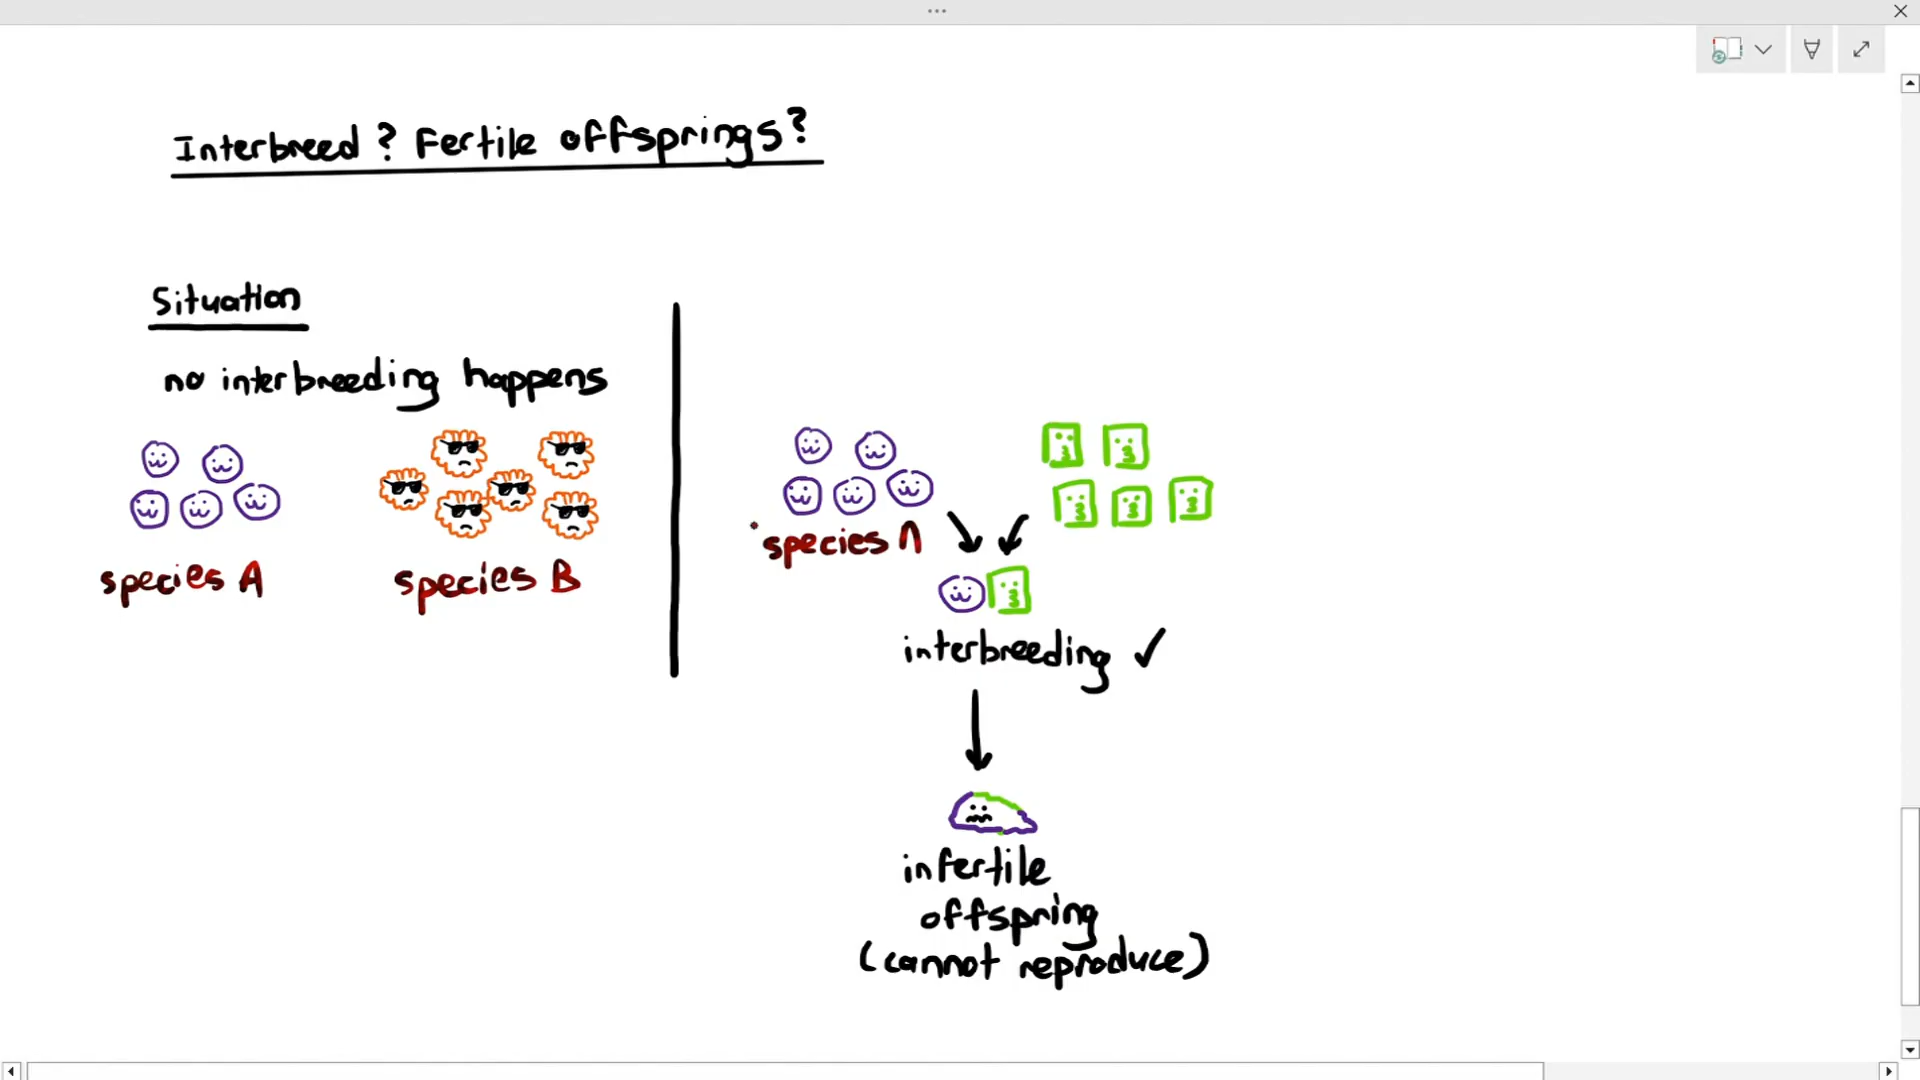 Interbreed? Fertile offsprings?
Situation
no interbreeding happens
species A
species B
species
interbreeding ✓
infertile
offspring
(cannot reproduce)